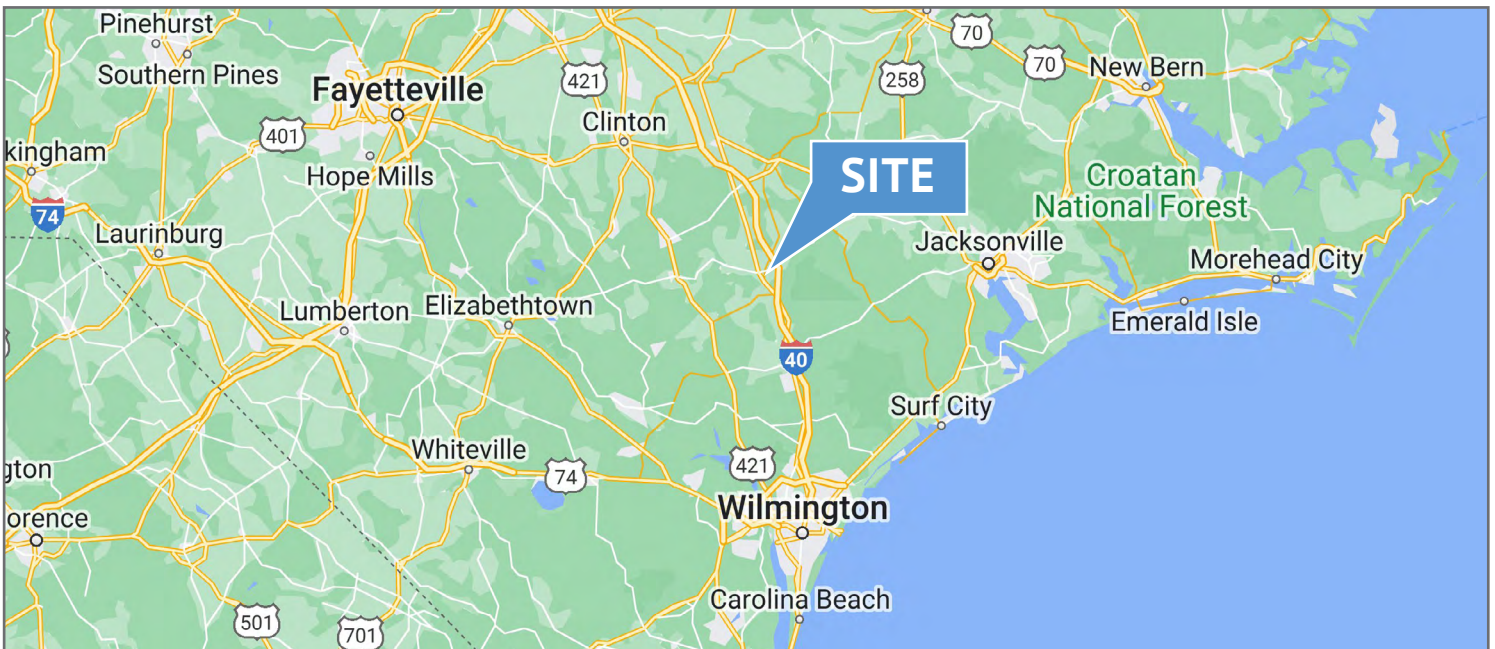 Pinehurst
70
70
New Bern
Southern Pines
421
258
Fayetteville
401
Clinton
kingham
Hope Mills
SITE
Croatan
National Forest
74
Laurinburg
Jacksonville
Morehead City
Lumberton
Elizabethtown
Emerald Isle
40
Surf City
Whiteville
421
74
gton
Wilmington
orence
Carolina Beach
501
701